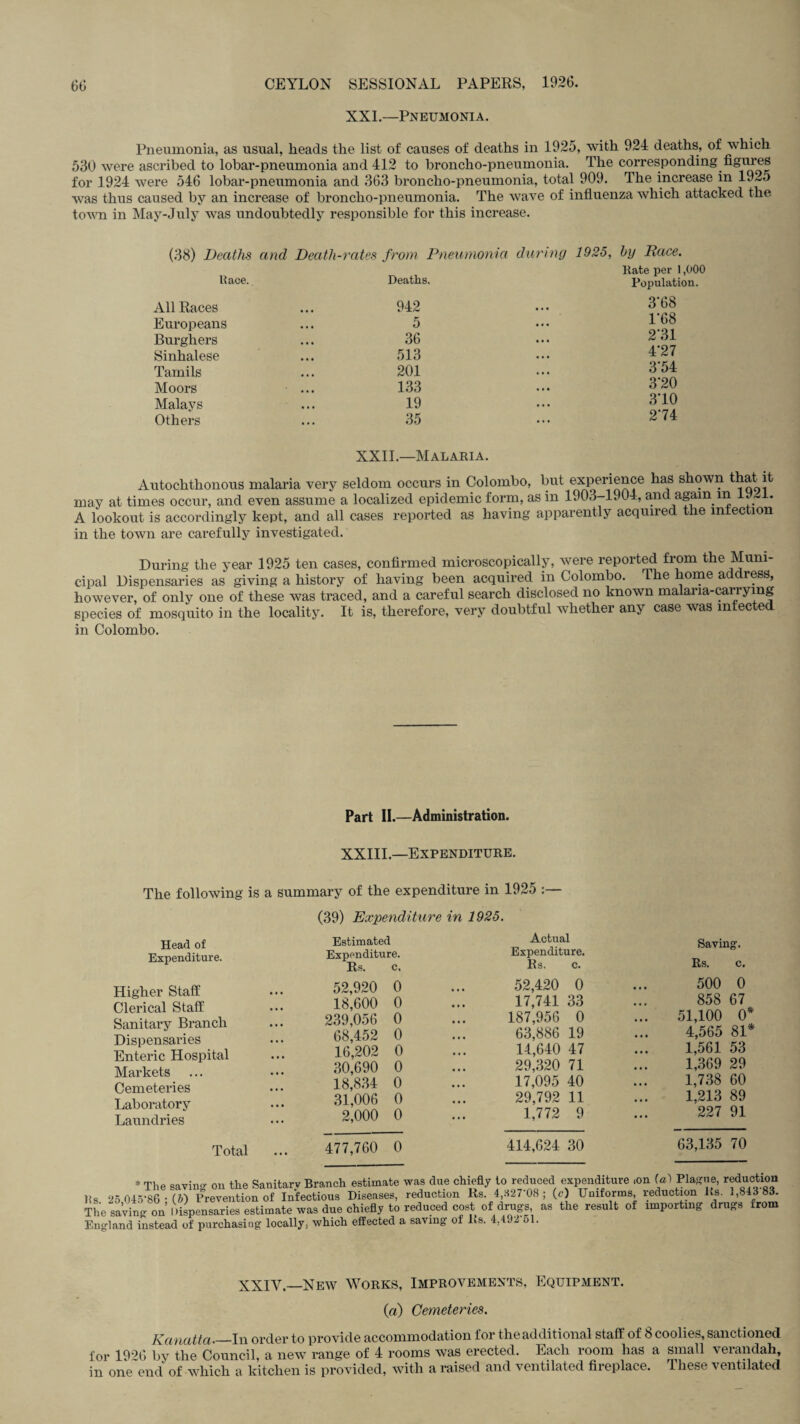 66 CEYLON SESSIONAL PAPERS, 1926.
XXI.—PNEUMONIA.
Pneumonia, as usual, heads the list of causes of deaths in 1925, with 924 deaths, of which
530 were ascribed to lobar-pneumonia and 412 to broncho-pneumonia. The corresponding figures
for 1924 were 546 lobar-pneumonia and 363 broncho-pneumonia, total 909. The increase in 1925
was thus caused by an increase of broncho-pneumonia. The wave of influenza which attacked the
town in May-July was undoubtedly responsible for this increase.
(38) Deaths and Death-rates from Pneumonia during 1925, by Race.
Race. Deaths. Rate per 1,000 Population.
All Races ... 942 ... 3·68
Europeans ... 5 ... 1·68
Burghers ... 36 ... 2·31
Sinhalese ... 513 ... 4·27
Tamils ... 201 ... 3·54
Moors ... 133 ... 3·20
Malays ... 19 ... 3·10
Others ... 35 ... 2·74
XXII.—MALARIA.
Autochthonous malaria very seldom occurs in Colombo, but experience has shown that it
may at times occur, and even assume a localized epidemic form, as in 1903–1904, and again in 1921.
A lookout is accordingly kept, and all cases reported as having apparently acquired the infection
in the town are carefully investigated.
During the year 1925 ten cases, confirmed microscopically, were reported from the Muni-
cipal Dispensaries as giving a history of having been acquired in Colombo. The home address,
however, of only one of these was traced, and a careful search disclosed no known malaria-carrying
species of mosquito in the locality. It is, therefore, very doubtful whether any case was infected
in Colombo.
Part II.—Administration.
XXIII.—EXPENDITURE.
The following is a summary of the expenditure in 1925 :—
(39) Expenditure in 1925.
Head of Expenditure. Estimated Expenditure. Rs. c. Actual Expenditure. Rs. c. Saving. Rs. c.
Higher Staff ... 52,920 0 ... 52,420 0 ... 500 0
Clerical Staff ... 18,600 0 ... 17,741 33 ... 858 67
Sanitary Branch ... 239,056 0 ... 187,956 0 ... 51,100 0*
Dispensaries ... 68,452 0 ... 63,886 19 ... 4,565 81*
Enteric Hospital ... 16,202 0 ... 14,640 47 ... 1,561 53
Markets ... ... 30,690 0 ... 29,320 71 ... 1,369 29
Cemeteries ... 18,834 0 ... 17,095 40 ... 1,738 60
Laboratory ... 31,006 0 ... 29,792 11 ... 1,213 89
Laundries ... 2,000 0 ... 1,772 9 ... 227 91
Total ... 477,760 0 414,624 30 63,135 70
* The saving on the Sanitary Branch estimate was due chiefly to reduced expenditure on (a) Plague, reduction
Rs. 25,045·86 ; (b) Prevention of Infectious Diseases, reduction Rs. 4,327·08 ; (c) Uniforms, reduction Rs. 1,843·83.
The saving on Dispensaries estimate was due chiefly to reduced cost of drugs, as the result of importing drugs from
England instead of purchasing locally, which effected a saving of Rs. 4,492·51.
XXIV.—NEW WORKS, IMPROVEMENTS, EQUIPMENT.
(a) Cemeteries.
Kanatta.—In order to provide accommodation for the additional staff of 8 coolies, sanctioned
for 1926 by the Council, a new range of 4 rooms was erected. Each room has a small verandah,
in one end of which a kitchen is provided, with a raised and ventilated fireplace. These ventilated